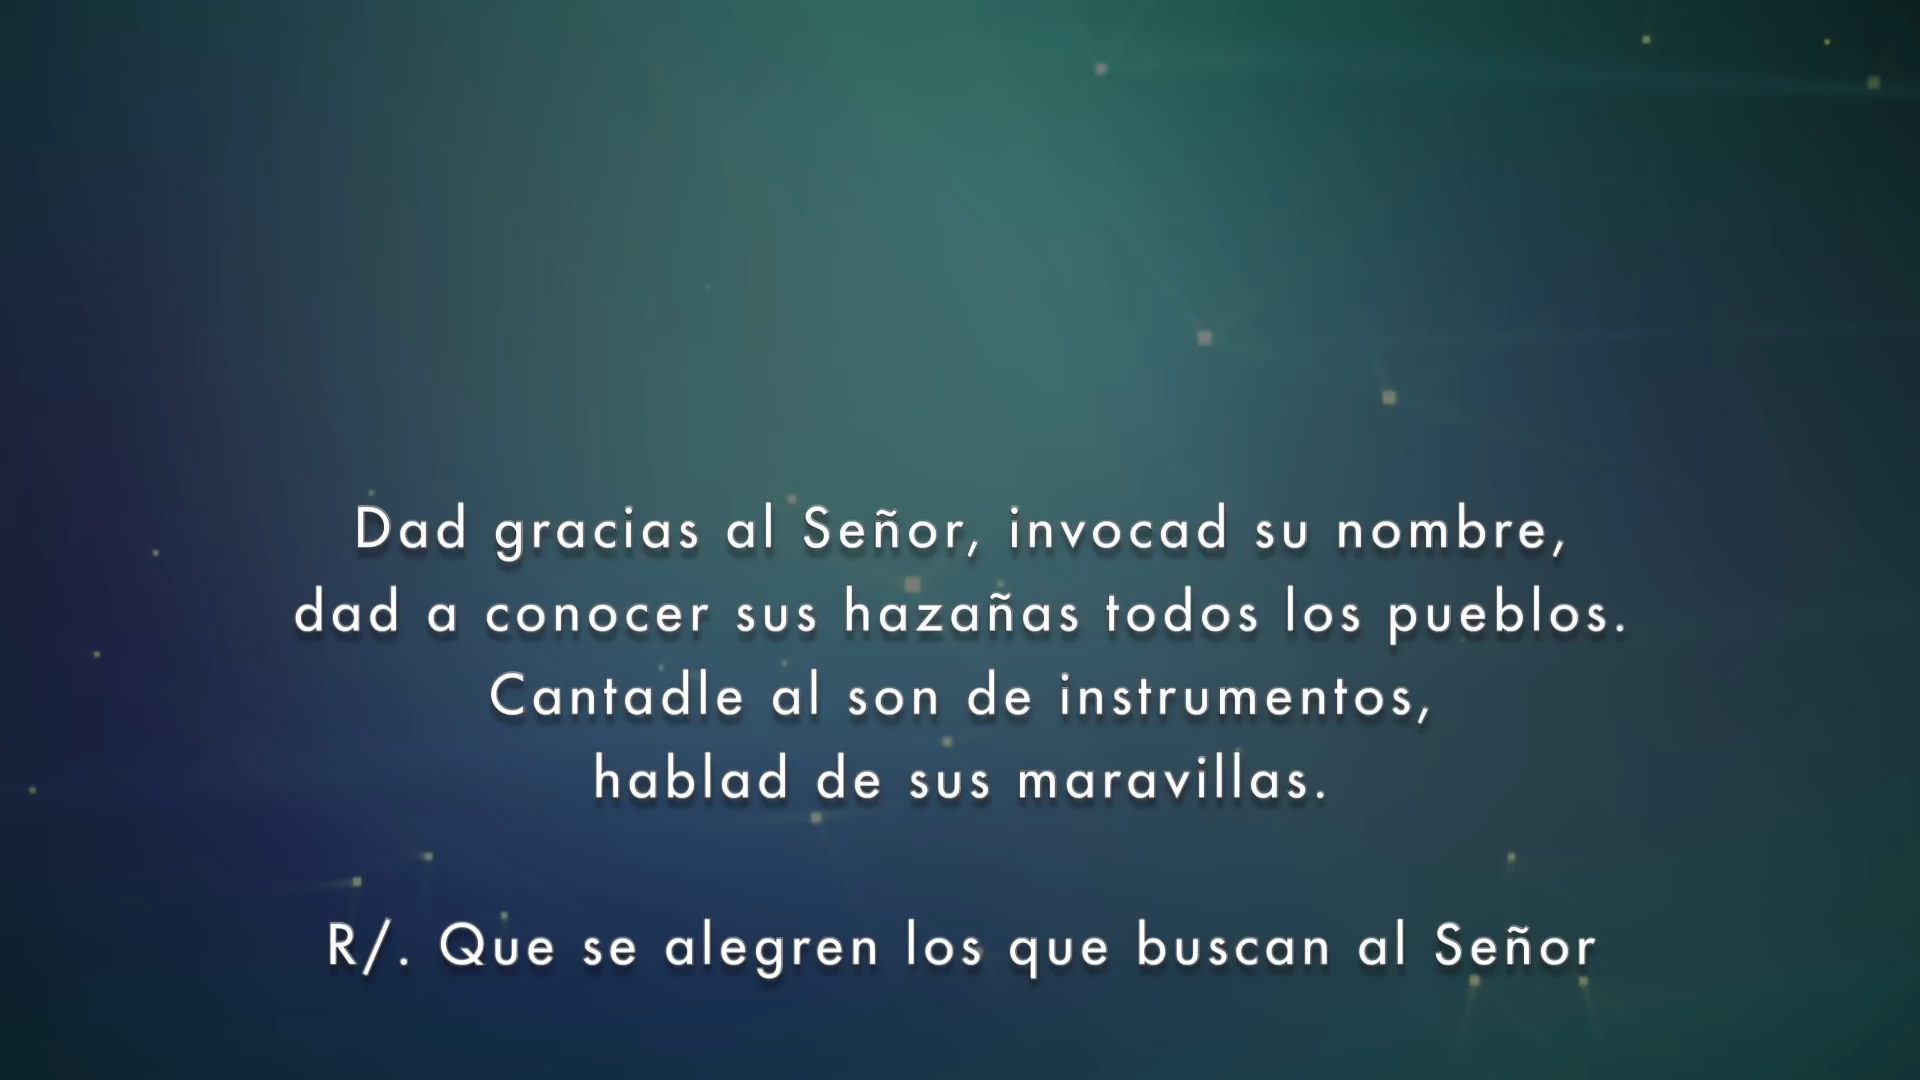 Dad gracias al Señor, invocad su nombre,
dad a conocer sus hazañas todos los pueblos.
Cantadle al son de instrumentos,
hablad de sus maravillas.
R/. Que se alegren los que buscan al Señor